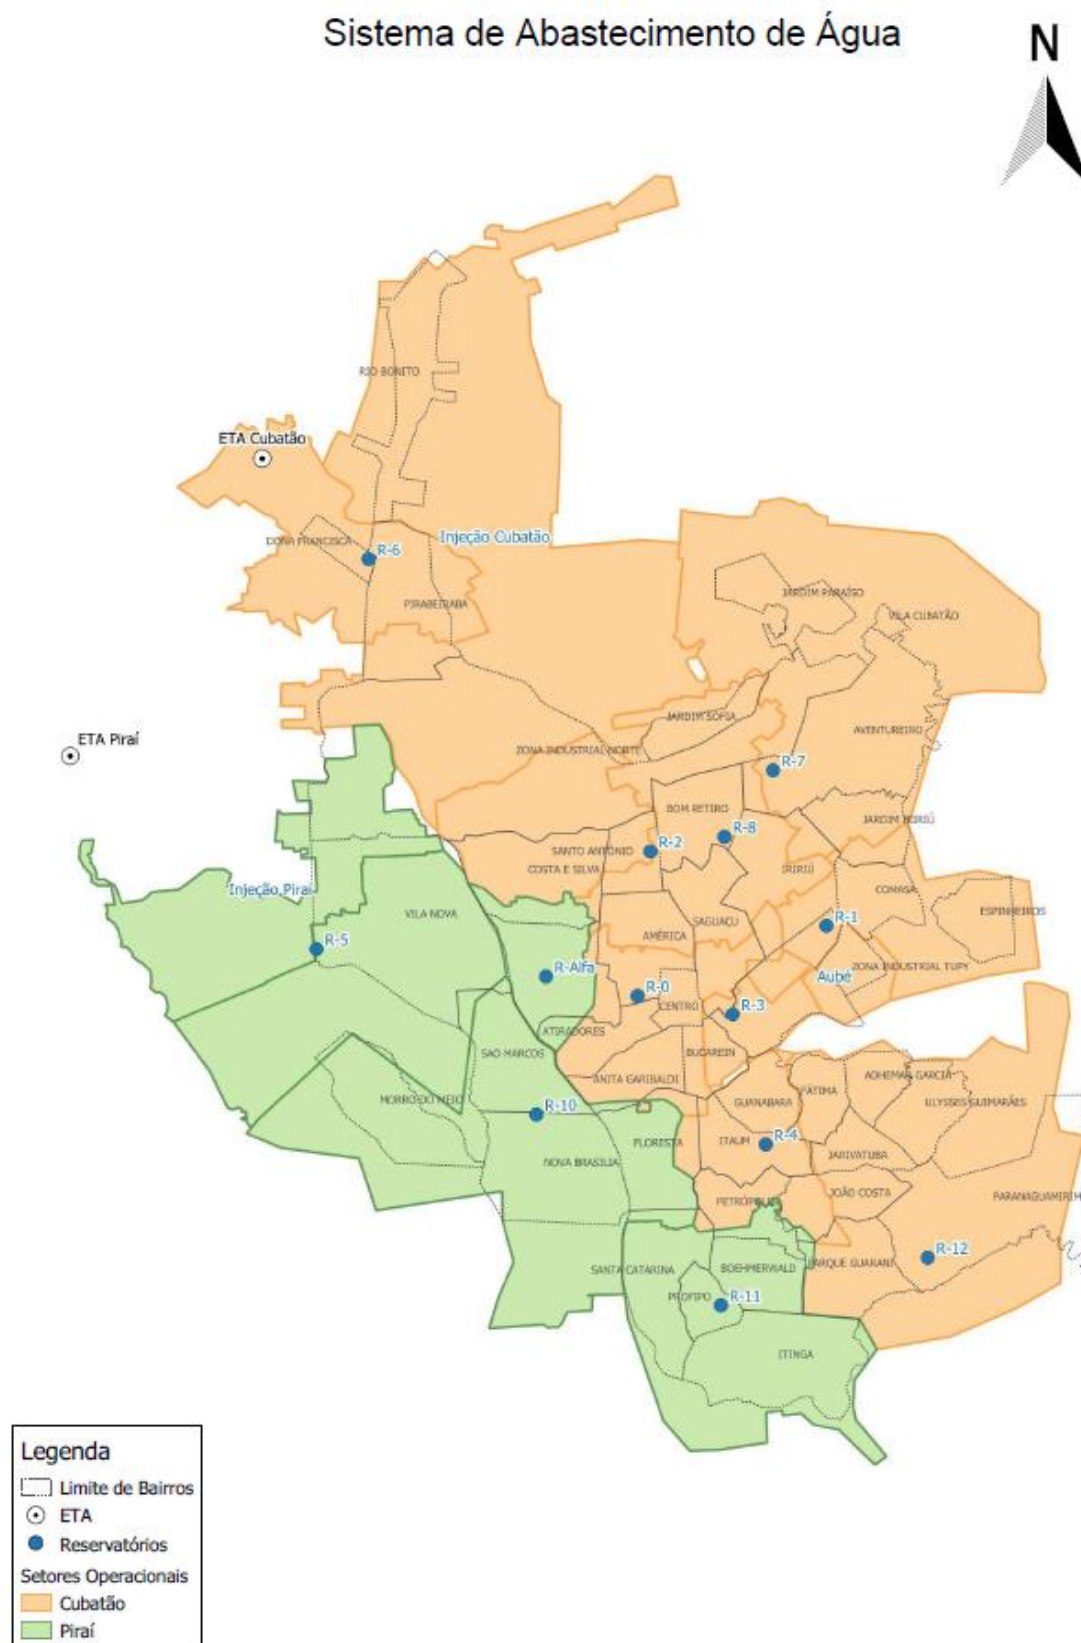 Sistema de Abastecimento de Água
N
RIO BONITO
ETA Cubatão
DONA FRANCISCA
R-6
Injeção Cubatão
PIRABEIRABA
JARDIM PARAÍSO
VILA CUBATÃO
JARDIM SOFIA
AVENTUREIRO
ETA Piraí
ZONA INDUSTRIAL NORTE
R-7
BOM RETIRO
JARDIM IRIRIÚ
R-8
R-2
SANTO ANTÔNIO
COSTA E SILVA
IRIRIÚ
COMASA
Injeção Piraí
ESPINHEIROS
VILA NOVA
SAGUAÇU
R-1
AMÉRICA
R-5
R-Alfa
ZONA INDUSTRIAL TUPY
Aubé
R-0
CENTRO
R-3
ATIRADORES
SAO MARCOS
BUCAREIN
ANITA GARIBALDI
ADHEMAR GARCIA
FÁTIMA
MORRO DO MEIO
GUANABARA
ULYSSES GUIMARÃES
R-10
FLORESTA
ITAUM
R-4
JARIVATUBA
NOVA BRASILIA
JOÃO COSTA
PARANAGUAMIRIM
PETRÓPOLIS
R-12
SANTA CATARINA
BOEHMERWALD
PARQUE GUARANI
PROFIPO
R-11
ITINGA
Legenda
Limite de Bairros
ETA
Reservatórios
Setores Operacionais
Cubatão
Piraí